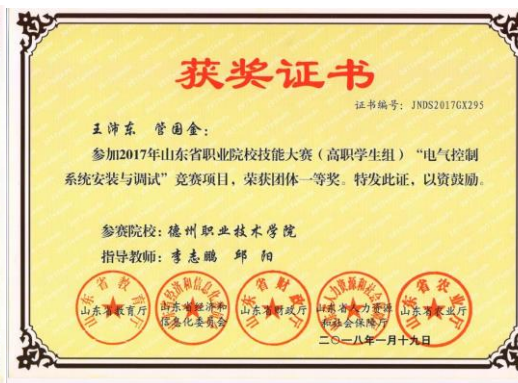 获奖证书
证书编号: JNDS2017GX295
王沛东 管国金:
参加2017年山东省职业院校技能大赛（高职学生组）“电气控制
系统安装与调试”竞赛项目，荣获团体一等奖。特发此证，以资鼓励。
参赛院校: 德州职业技术学院
指导教师: 李志鹏 邱阳
山东省教育厅
山东省经济和
信息化委员会
山东省财政厅
山东省人力资源
和社会保障厅
山东省农业厅
二〇一八年一月十九日